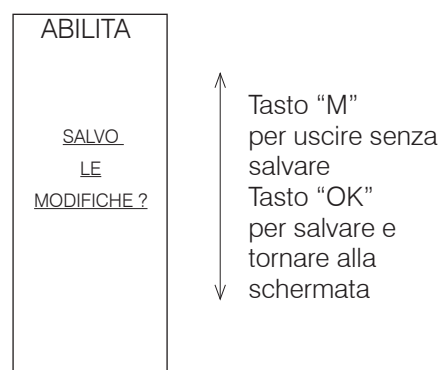 ABILITA
SALVO
LE
MODIFICHE ?
Tasto “M”
per uscire senza
salvare
Tasto “OK”
per salvare e
tornare alla
schermata